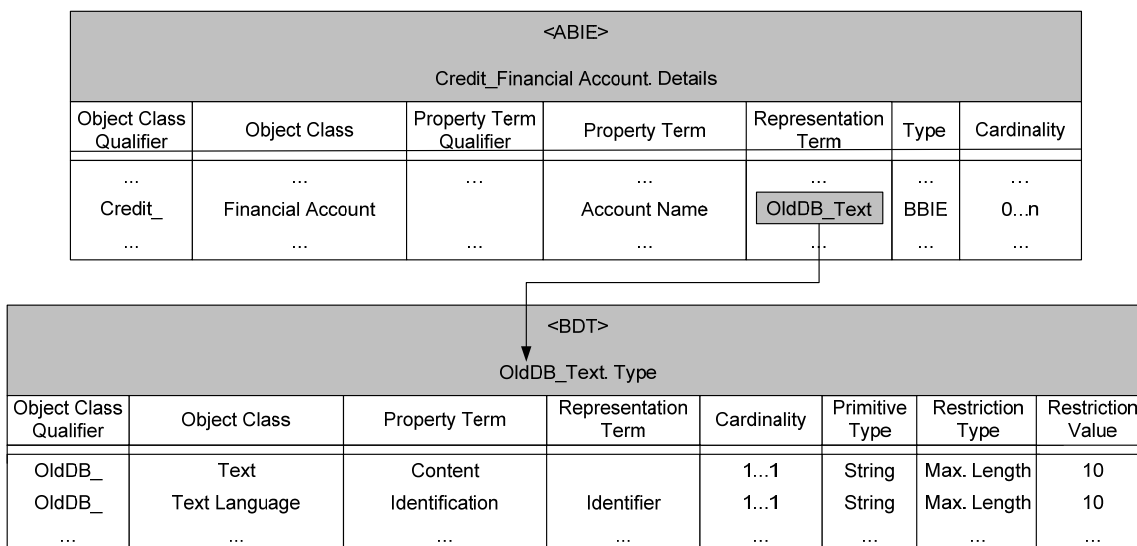 <ABIE>
Credit_Financial Account. Details
Object Class Qualifier Object Class Property Term Qualifier Property Term Representation Term Type Cardinality
... ... ... ... ... ... ...
Credit_ Financial Account Account Name OldDB_Text BBIE 0...n
... ... ... ... ... ... ...
<BDT>
OldDB_Text. Type
Object Class Qualifier Object Class Property Term Representation Term Cardinality Primitive Type Restriction Type Restriction Value
OldDB_ Text Content 1...1 String Max. Length 10
OldDB_ Text Language Identification Identifier 1...1 String Max. Length 10
... ... ... ... ... ... ... ...